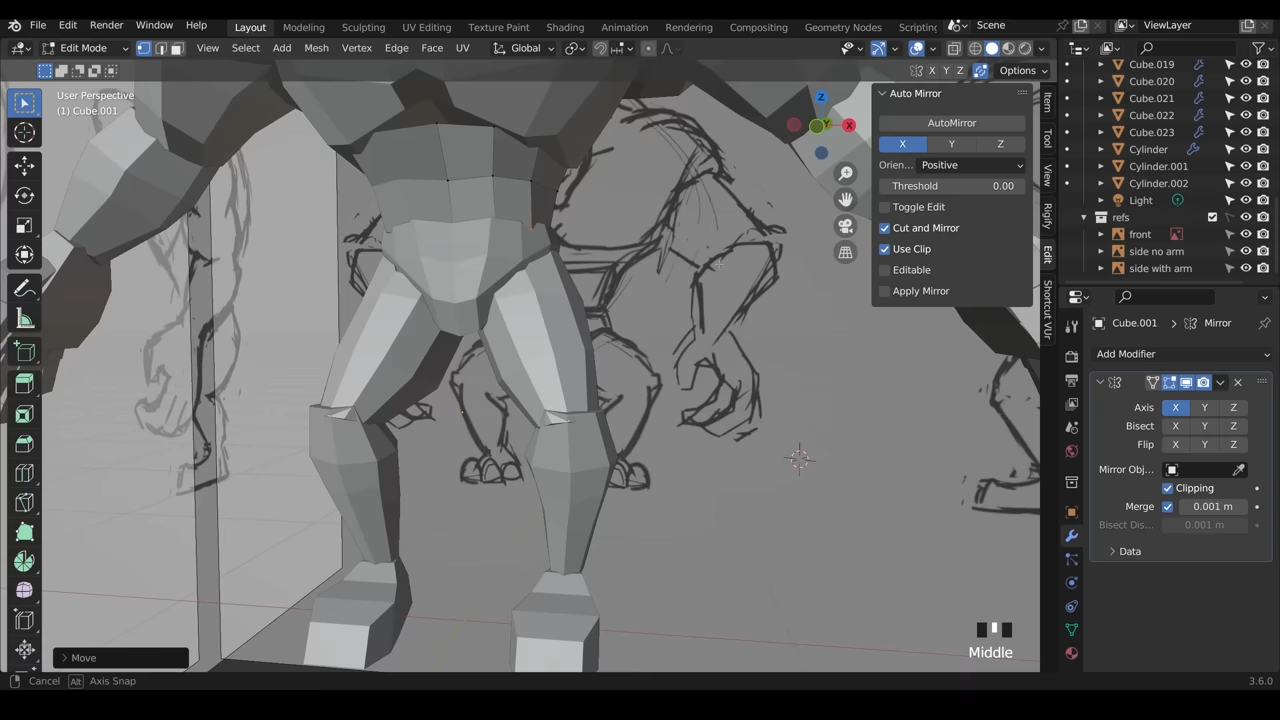 File Edit Render Window Help Layout Modeling Sculpting UV Editing Texture Paint Shading Animation Rendering Compositing Geometry Nodes Scripting Scene ViewLayer
Edit Mode View Select Add Mesh Vertex Edge Face UV Global
X Y Z Options
User Perspective
(1) Cube.001
Z
Y
X
Auto Mirror
AutoMirror
X Y Z
Orien... Positive
Threshold 0.00
Toggle Edit
Cut and Mirror
Use Clip
Editable
Apply Mirror
Item
Tool
View
Rigify
Edit
Shortcut VUr
Cube.019
Cube.020
Cube.021
Cube.022
Cube.023
Cylinder
Cylinder.001
Cylinder.002
Light
refs
front
side no arm
side with arm
Cube.001 Mirror
Add Modifier
Axis X Y Z
Bisect X Y Z
Flip X Y Z
Mirror Obj...
Clipping
Merge 0.001 m
Bisect Dis... 0.001 m
Data
Middle
Move
Cancel Alt Axis Snap 3.6.0